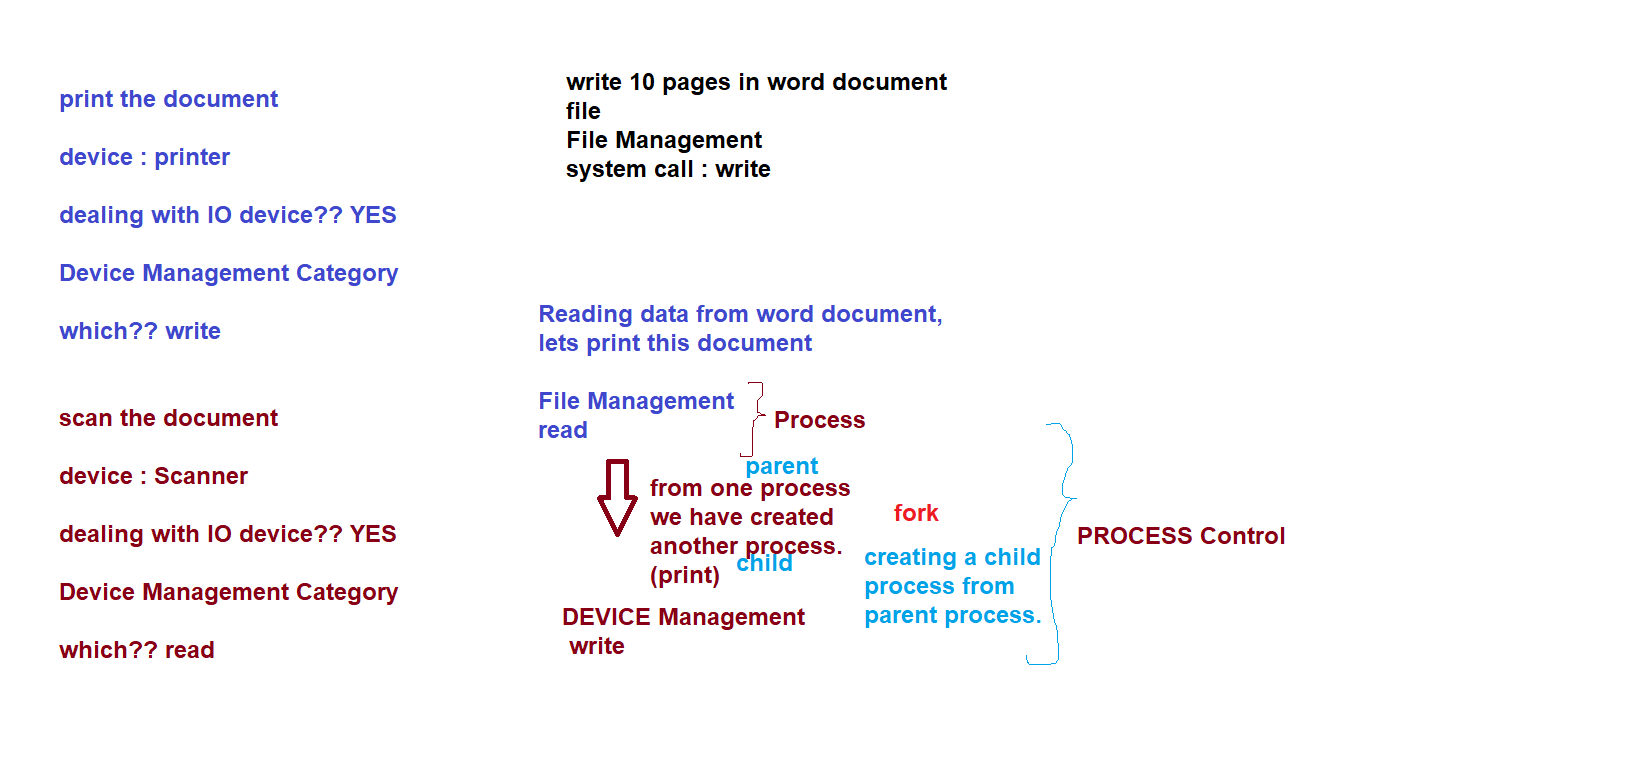 print the document
device : printer
dealing with IO device?? YES
Device Management Category
which?? write
scan the document
device : Scanner
dealing with IO device?? YES
Device Management Category
which?? read
write 10 pages in word document
file
File Management
system call : write
Reading data from word document,
lets print this document
File Management
read
Process
parent
from one process
we have created
another process.
(print)
child
DEVICE Management
write
fork
creating a child
process from
parent process.
PROCESS Control